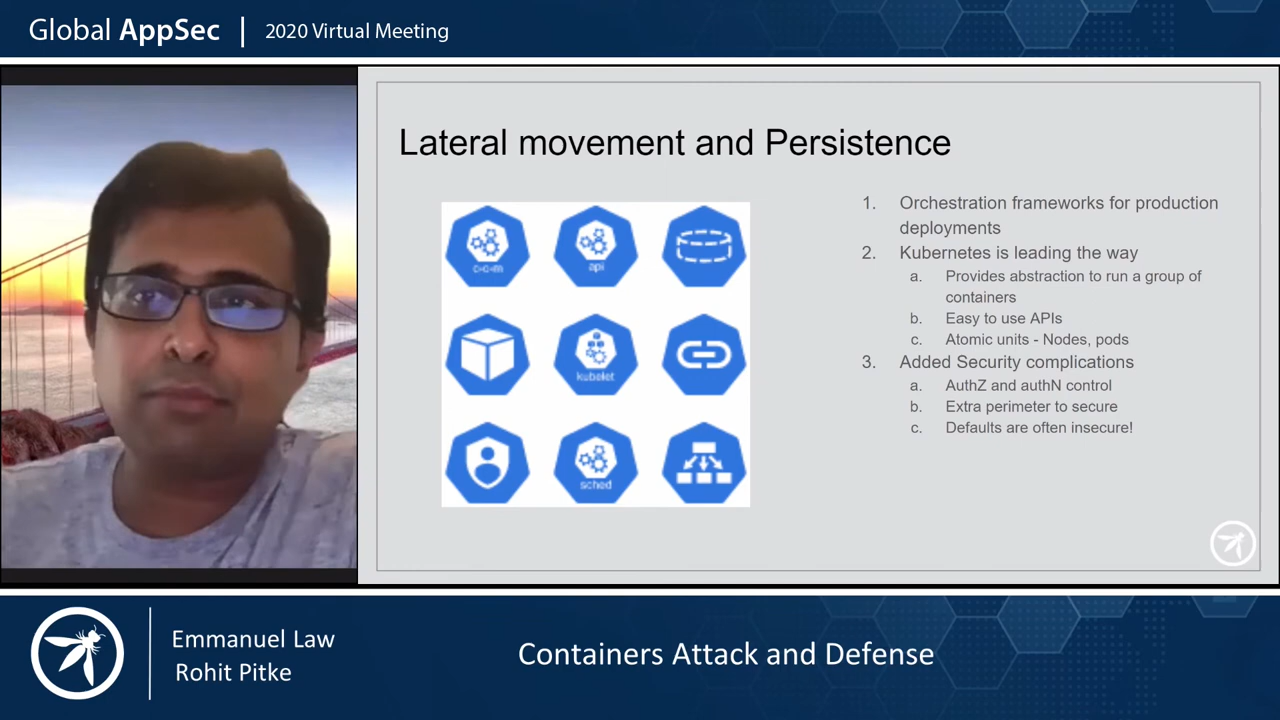 Global AppSec | 2020 Virtual Meeting
Lateral movement and Persistence
c-c-m
api
kubelet
sched
1. Orchestration frameworks for production
deployments
2. Kubernetes is leading the way
a. Provides abstraction to run a group of
containers
b. Easy to use APIs
c. Atomic units - Nodes, pods
3. Added Security complications
a. AuthZ and authN control
b. Extra perimeter to secure
c. Defaults are often insecure!
Emmanuel Law
Rohit Pitke
Containers Attack and Defense